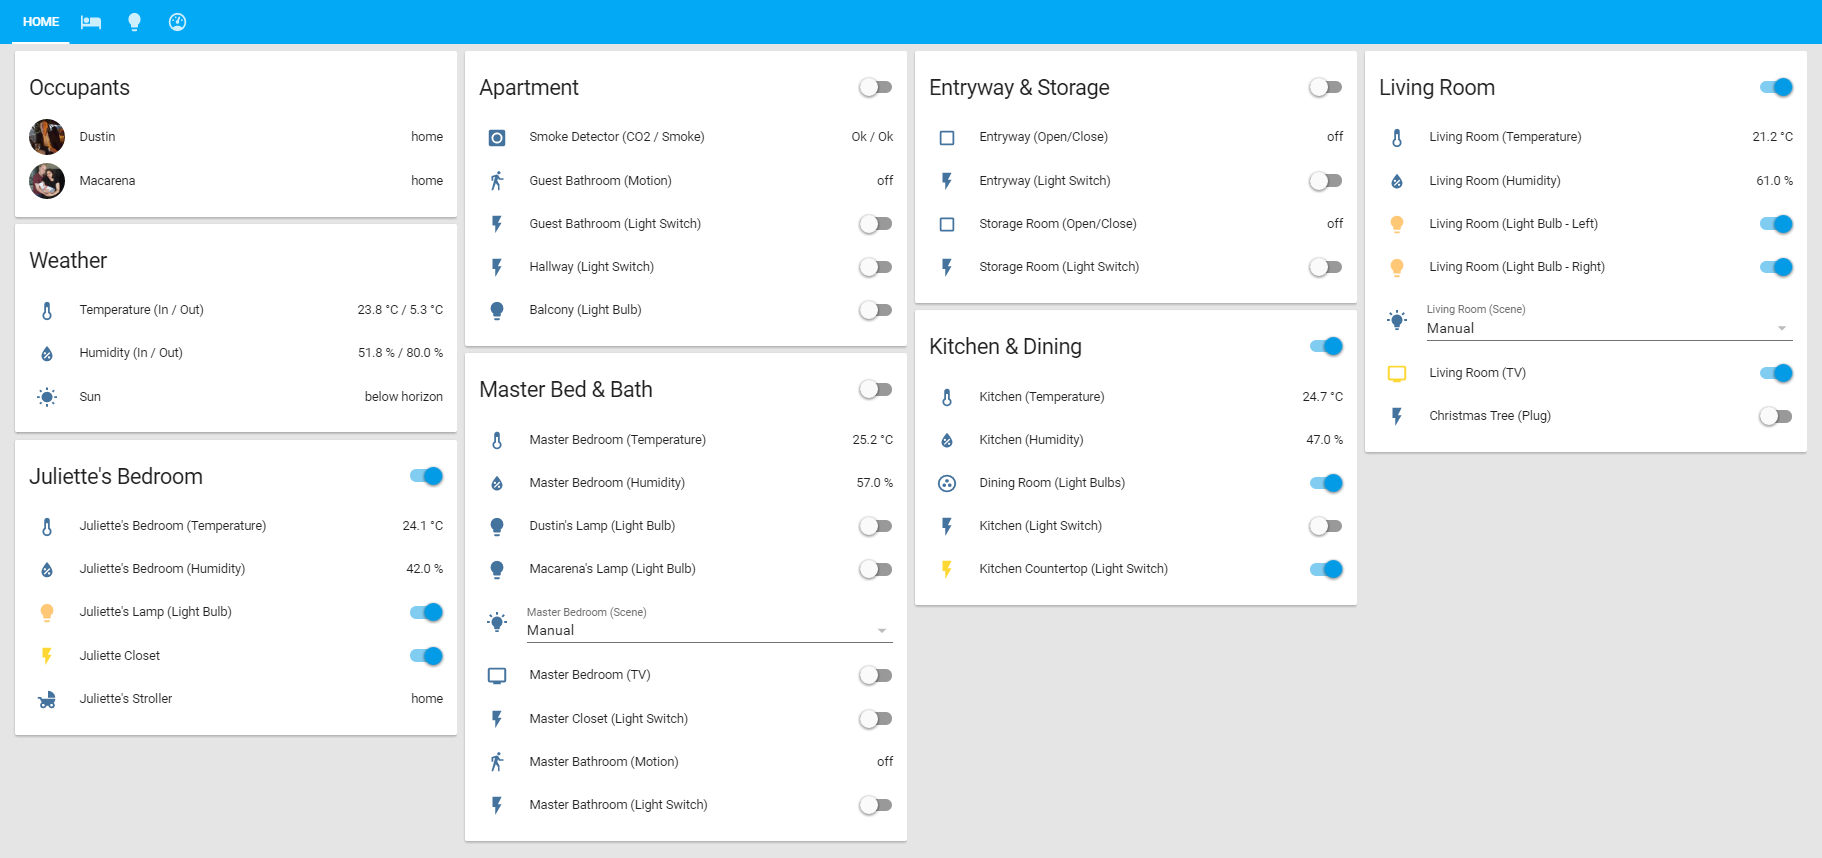 HOME
Occupants
Dustin home
Macarena home
Weather
Temperature (In / Out) 23.8 °C / 5.3 °C
Humidity (In / Out) 51.8 % / 80.0 %
Sun below horizon
Juliette's Bedroom
Juliette's Bedroom (Temperature) 24.1 °C
Juliette's Bedroom (Humidity) 42.0 %
Juliette's Lamp (Light Bulb)
Juliette Closet
Juliette's Stroller home
Apartment
Smoke Detector (CO2 / Smoke) Ok / Ok
Guest Bathroom (Motion) off
Guest Bathroom (Light Switch)
Hallway (Light Switch)
Balcony (Light Bulb)
Master Bed & Bath
Master Bedroom (Temperature) 25.2 °C
Master Bedroom (Humidity) 57.0 %
Dustin's Lamp (Light Bulb)
Macarena's Lamp (Light Bulb)
Master Bedroom (Scene)
Manual
Master Bedroom (TV)
Master Closet (Light Switch)
Master Bathroom (Motion) off
Master Bathroom (Light Switch)
Entryway & Storage
Entryway (Open/Close) off
Entryway (Light Switch)
Storage Room (Open/Close) off
Storage Room (Light Switch)
Kitchen & Dining
Kitchen (Temperature) 24.7 °C
Kitchen (Humidity) 47.0 %
Dining Room (Light Bulbs)
Kitchen (Light Switch)
Kitchen Countertop (Light Switch)
Living Room
Living Room (Temperature) 21.2 °C
Living Room (Humidity) 61.0 %
Living Room (Light Bulb - Left)
Living Room (Light Bulb - Right)
Living Room (Scene)
Manual
Living Room (TV)
Christmas Tree (Plug)